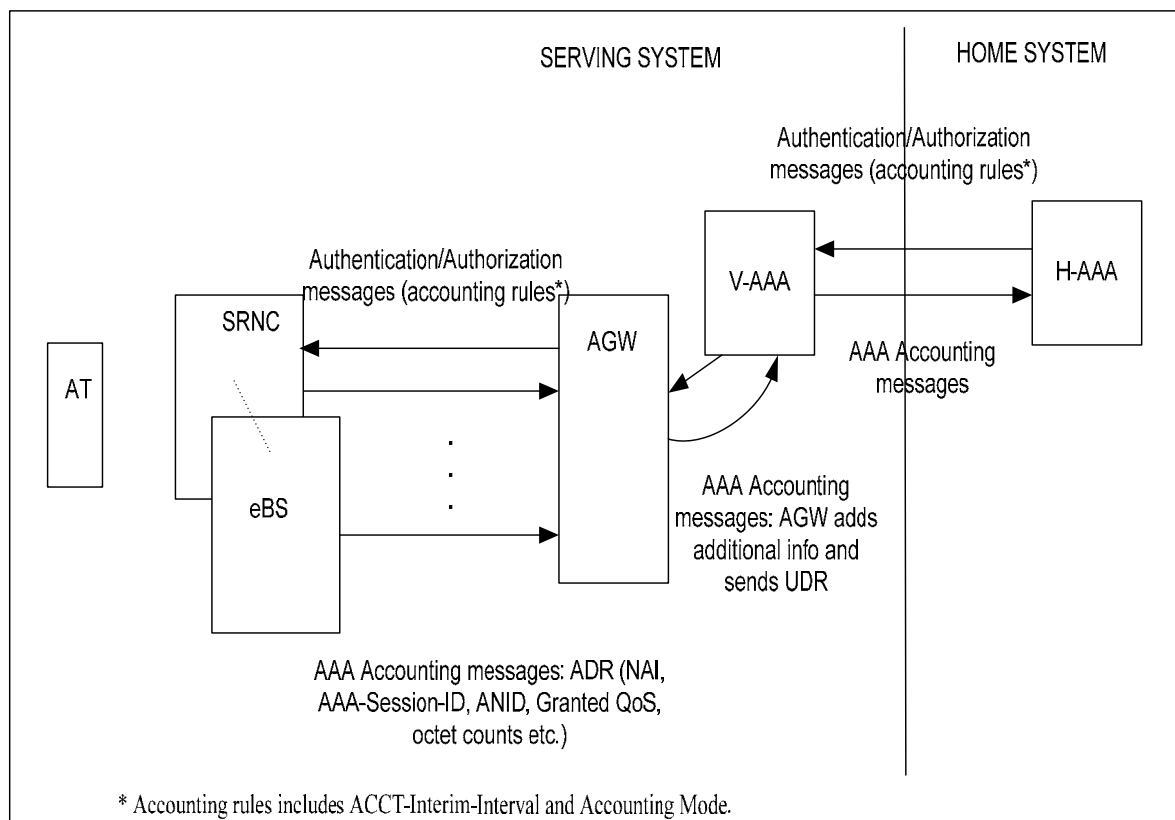 SERVING SYSTEM
HOME SYSTEM
Authentication/Authorization
messages (accounting rules*)
V-AAA
H-AAA
Authentication/Authorization
messages (accounting rules*)
SRNC
AGW
AAA Accounting
messages
AT
eBS
AAA Accounting
messages: AGW adds
additional info and
sends UDR
AAA Accounting messages: ADR (NAI,
AAA-Session-ID, ANID, Granted QoS,
octet counts etc.)
* Accounting rules includes ACCT-Interim-Interval and Accounting Mode.